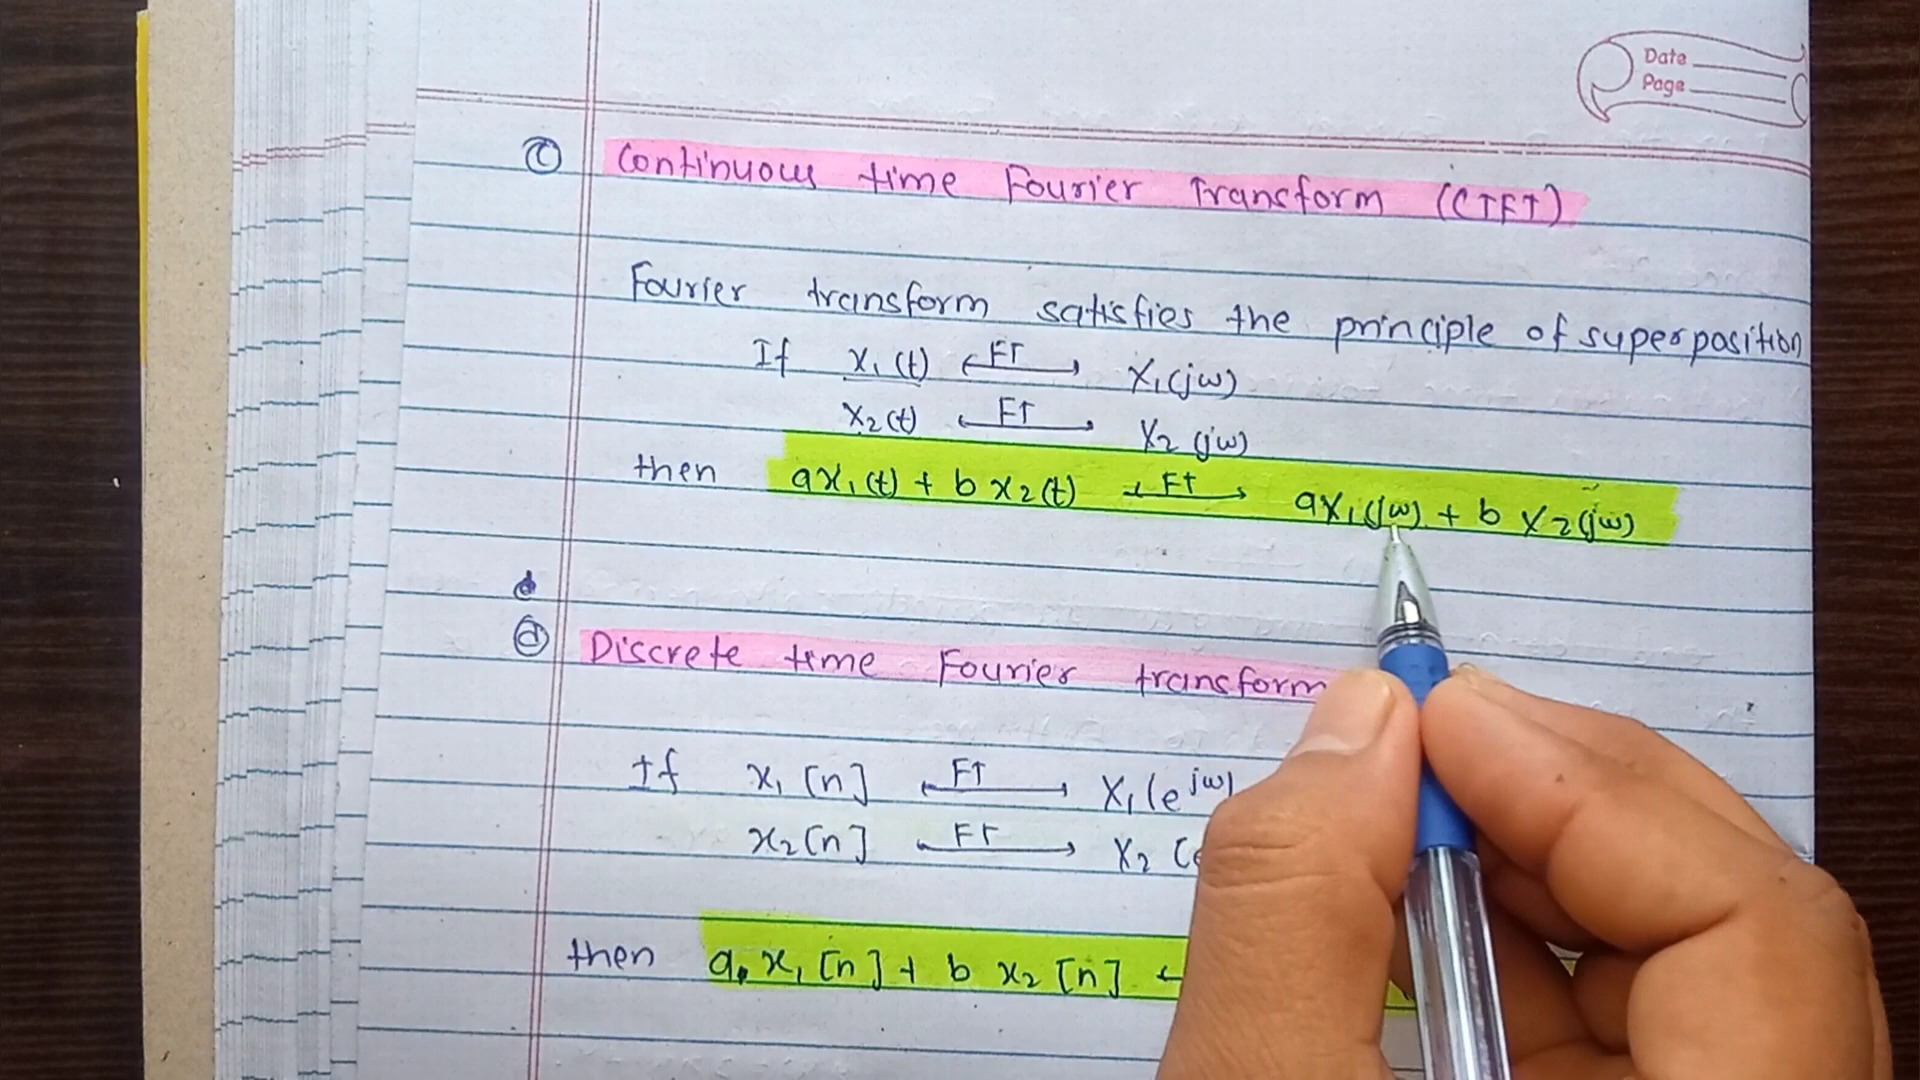 Date
Page
(C) Continuous time Fourier Transform (CTFT)
Fourier transform satisfies the principle of superposition
If x₁(t) ←FT→ X₁(jω)
x₂(t) ←FT→ X₂(jω)
then ax₁(t) + b x₂(t) ←FT→ aX₁(jω) + b X₂(jω)
d
(d) Discrete time Fourier transform
If x₁[n] ←FT→ X₁(e^jω)
x₂[n] ←FT→ X₂(e
then a x₁[n] + b x₂[n] ←